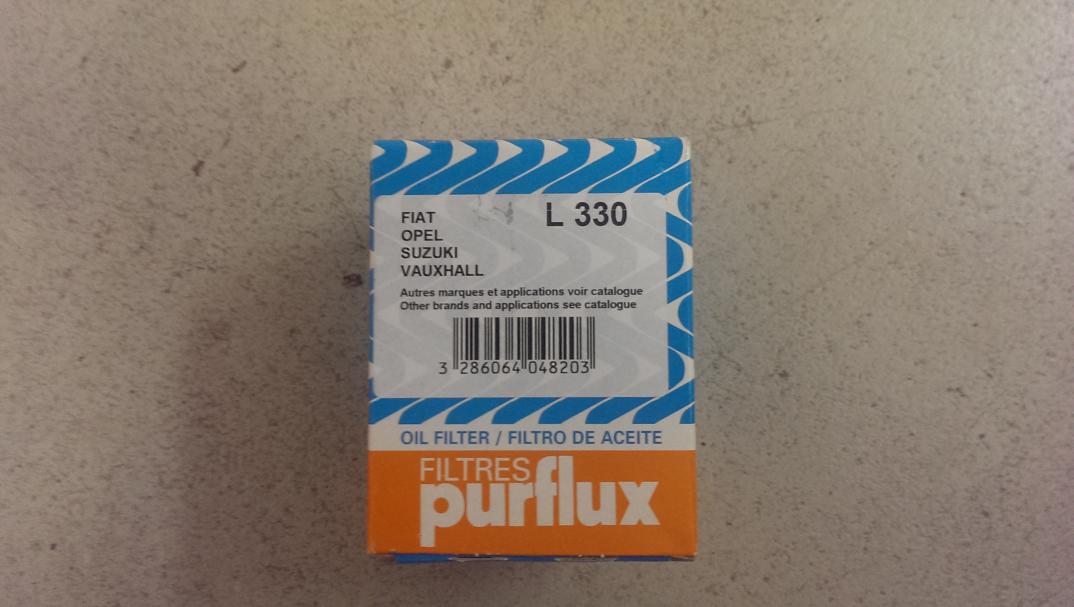 L 330
FIAT
OPEL
SUZUKI
VAUXHALL
Autres marques et applications voir catalogue
Other brands and applications see catalogue
3 286064 048203
OIL FILTER / FILTRO DE ACEITE
FILTRES
purflux